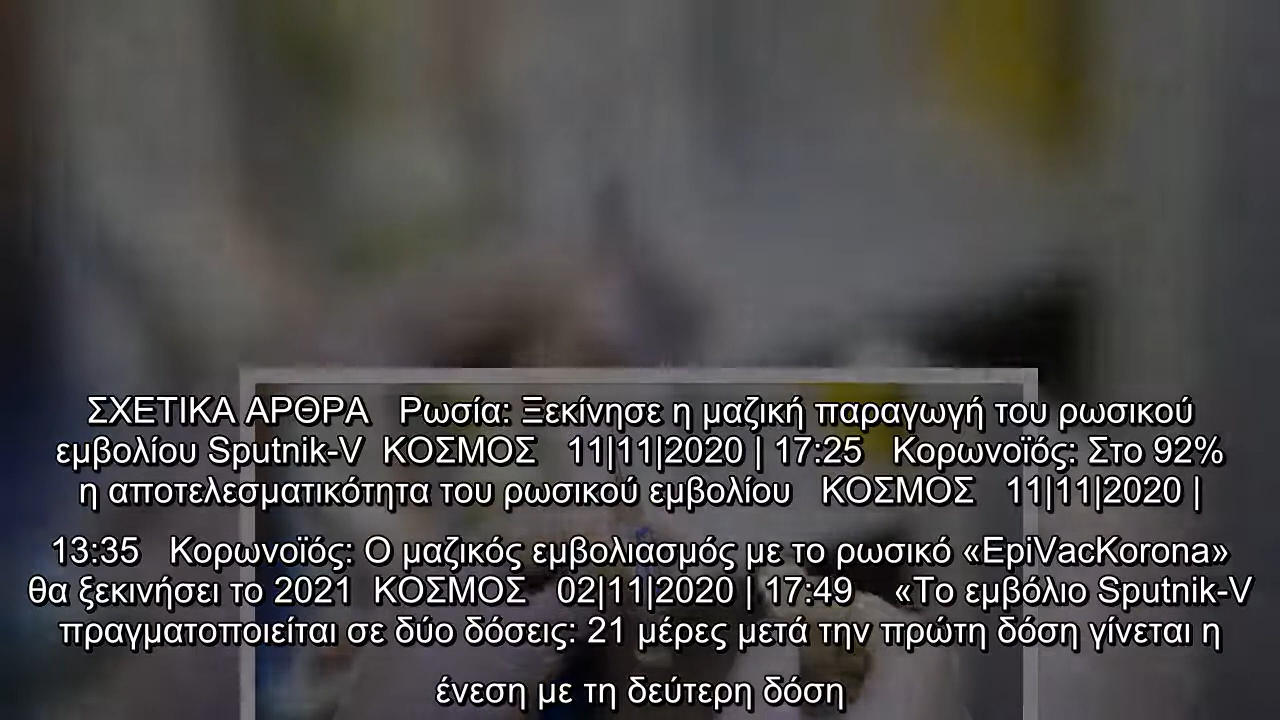 ΣΧΕΤΙΚΑ ΑΡΘΡΑ Ρωσία: Ξεκίνησε η μαζική παραγωγή του ρωσικού
εμβολίου Sputnik-V ΚΟΣΜΟΣ 11|11|2020 | 17:25 Κορωνοϊός: Στο 92%
η αποτελεσματικότητα του ρωσικού εμβολίου ΚΟΣΜΟΣ 11|11|2020 |
13:35 Κορωνοϊός: Ο μαζικός εμβολιασμός με το ρωσικό «EpiVacKorona»
θα ξεκινήσει το 2021 ΚΟΣΜΟΣ 02|11|2020 | 17:49 «Το εμβόλιο Sputnik-V
πραγματοποιείται σε δύο δόσεις: 21 μέρες μετά την πρώτη δόση γίνεται η
ένεση με τη δεύτερη δόση